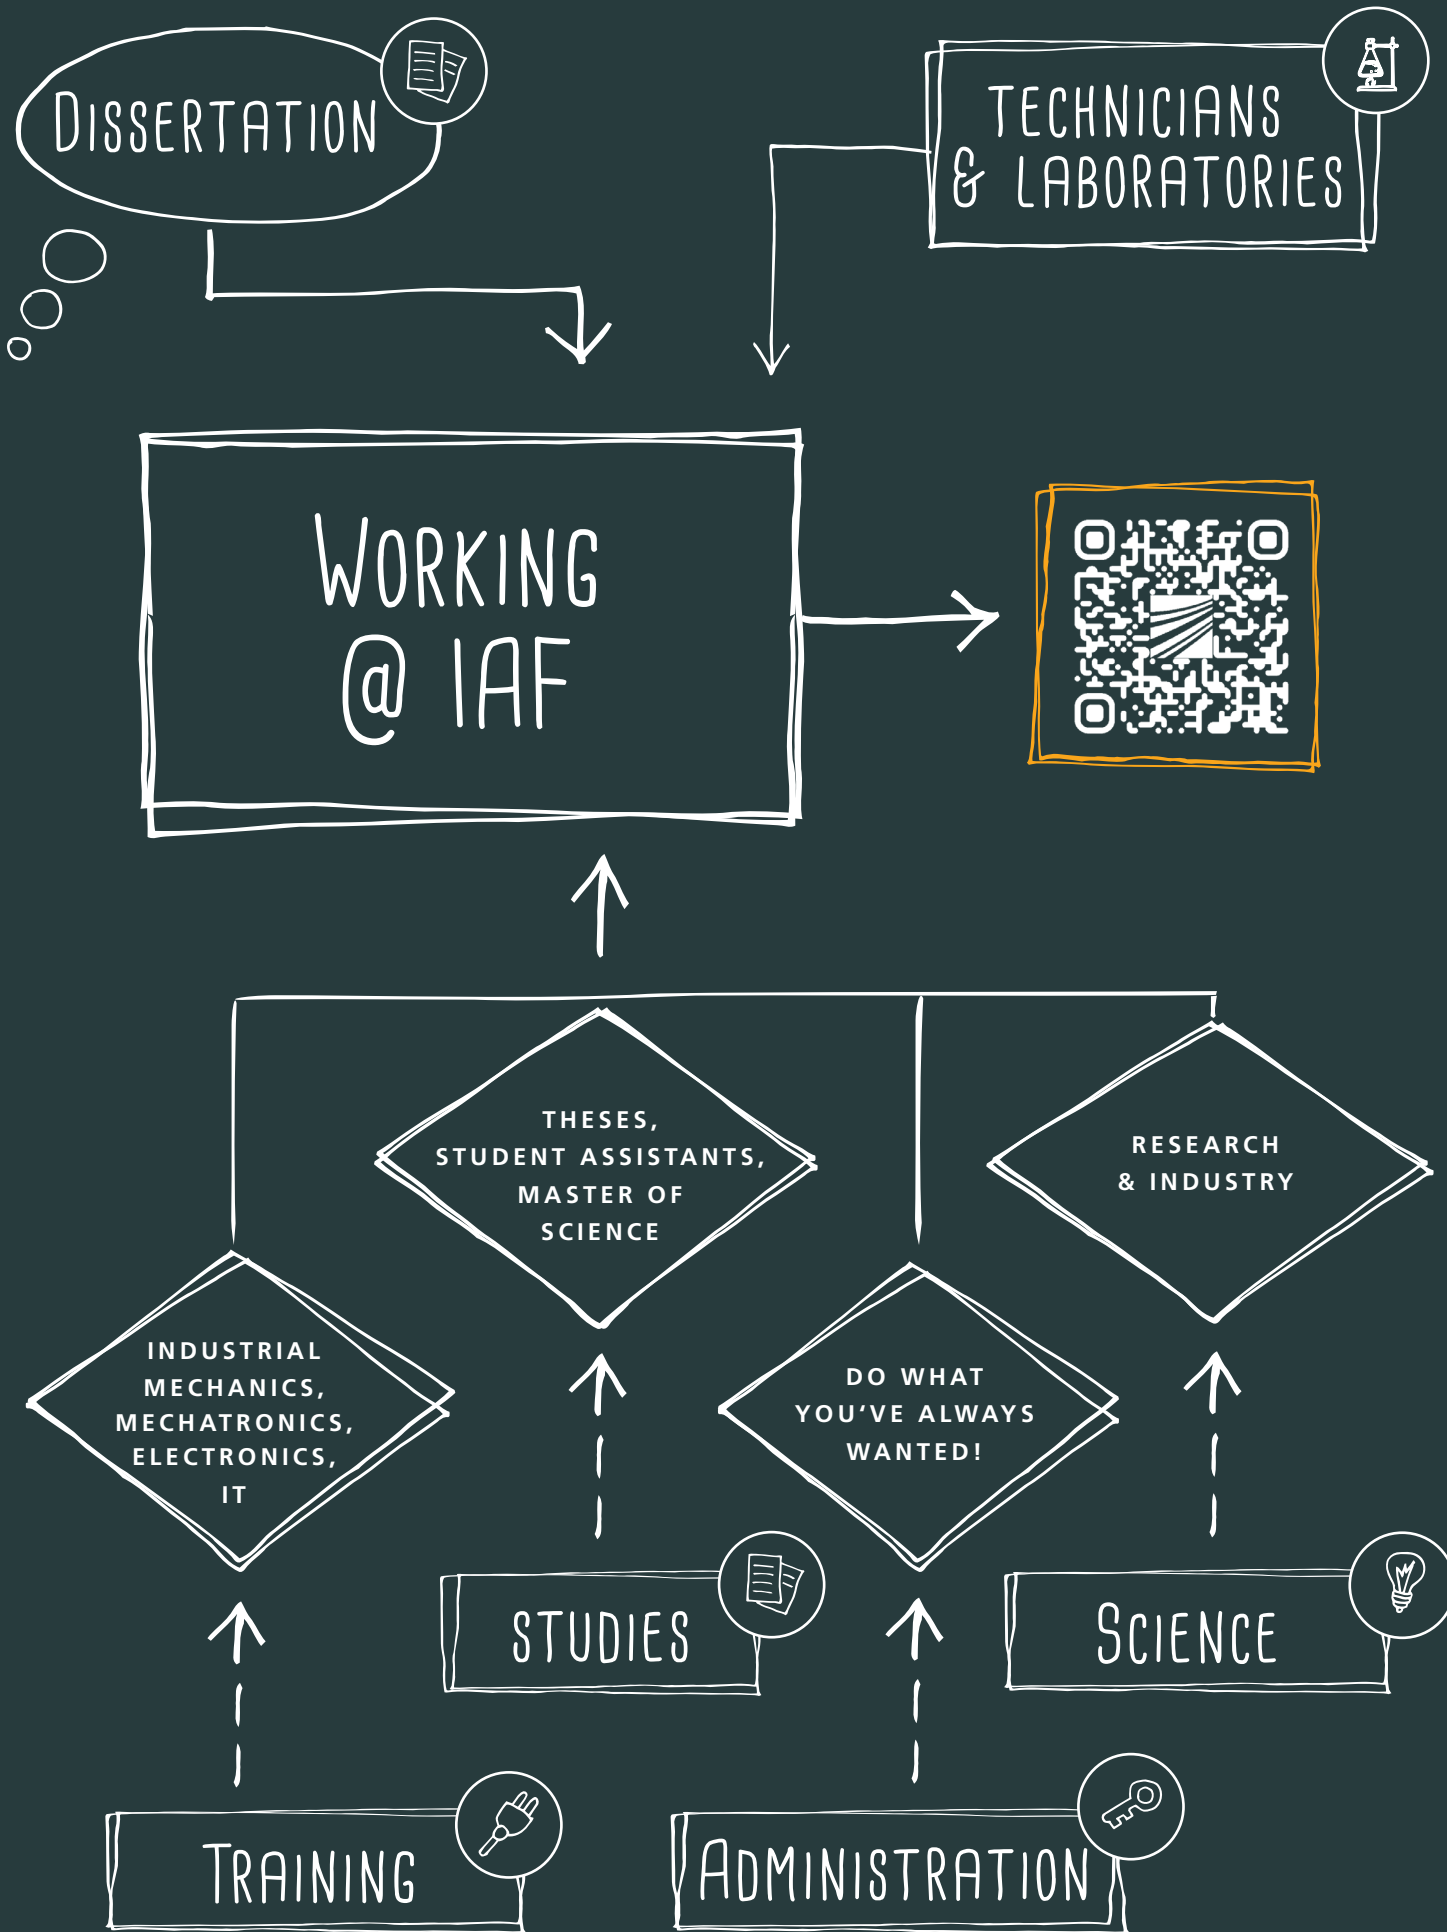 Dissertation
TECHNICIANS
& LABORATORIES
WORKING
@ IAF
THESES,
STUDENT ASSISTANTS,
MASTER OF
SCIENCE
RESEARCH
& INDUSTRY
INDUSTRIAL
MECHANICS,
MECHATRONICS,
ELECTRONICS,
IT
DO WHAT
YOU‘VE ALWAYS
WANTED!
STUDIES
SCIENCE
TRAINING
ADMINISTRATION